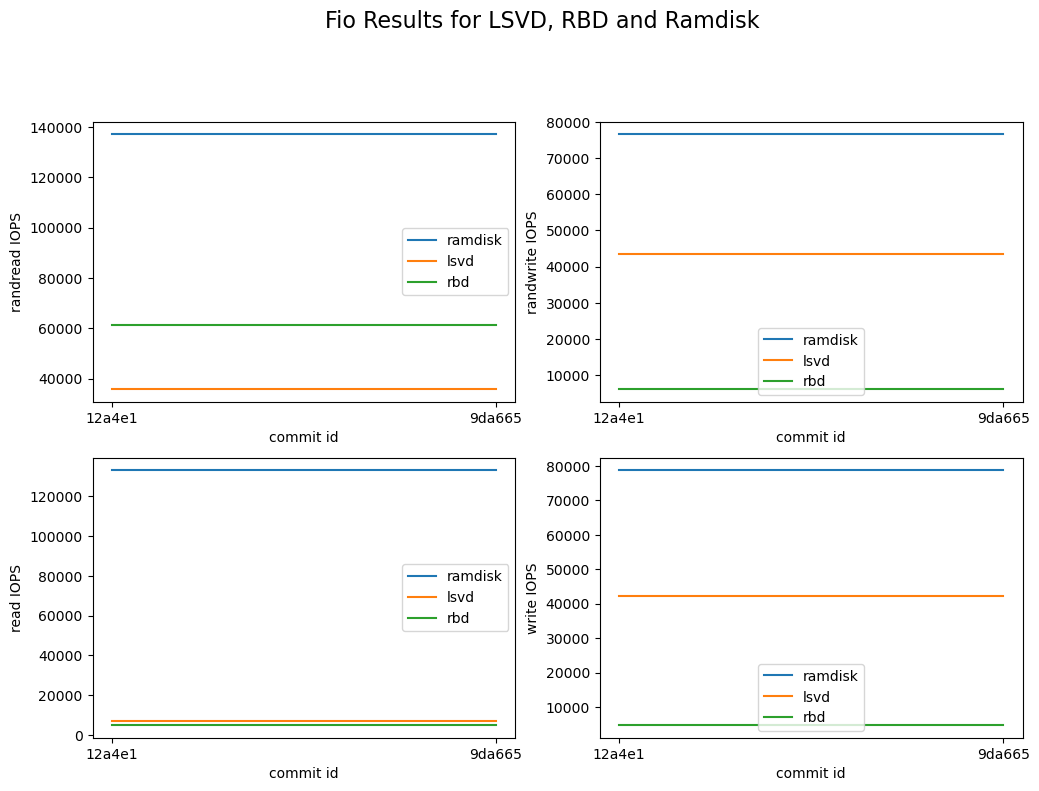 Fio Results for LSVD, RBD and Ramdisk
randread IOPS
140000
120000
100000
80000
60000
40000
ramdisk
lsvd
rbd
12a4e1
9da665
commit id
randwrite IOPS
80000
70000
60000
50000
40000
30000
20000
10000
ramdisk
lsvd
rbd
12a4e1
9da665
commit id
read IOPS
120000
100000
80000
60000
40000
20000
0
ramdisk
lsvd
rbd
12a4e1
9da665
commit id
write IOPS
80000
70000
60000
50000
40000
30000
20000
10000
ramdisk
lsvd
rbd
12a4e1
9da665
commit id